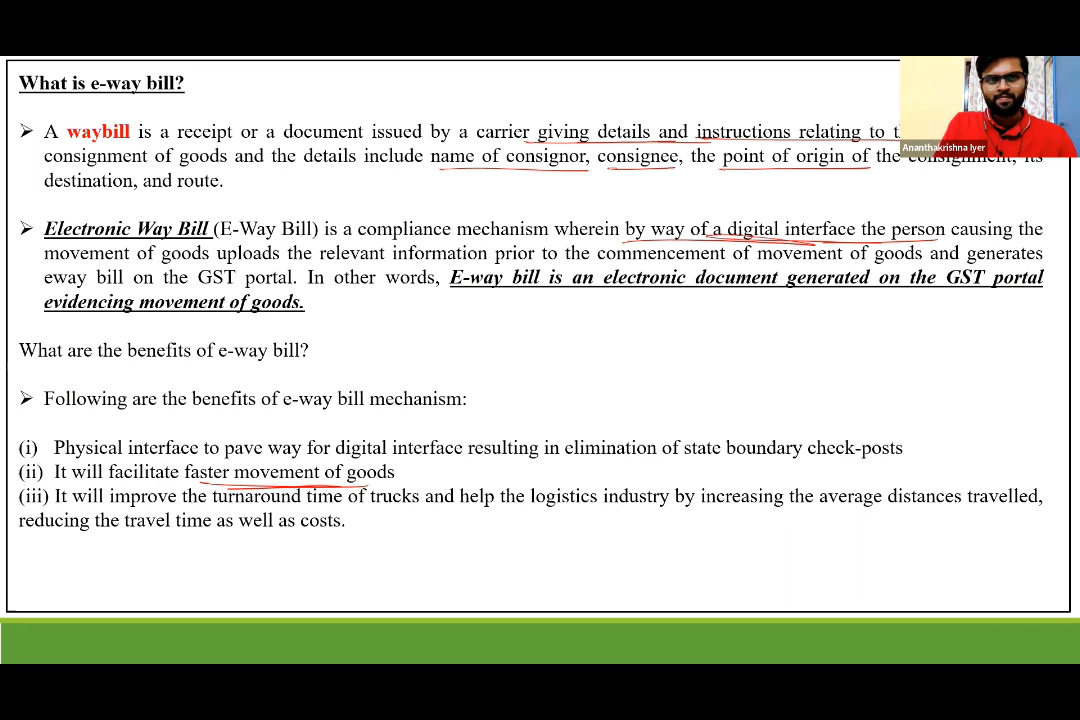 What is e-way bill?
➢ A waybill is a receipt or a document issued by a carrier giving details and instructions relating to
consignment of goods and the details include name of consignor, consignee, the point of origin of the consignment, its
destination, and route.
➢ Electronic Way Bill (E-Way Bill) is a compliance mechanism wherein by way of a digital interface the person causing the
movement of goods uploads the relevant information prior to the commencement of movement of goods and generates
eway bill on the GST portal. In other words, E-way bill is an electronic document generated on the GST portal
evidencing movement of goods.
What are the benefits of e-way bill?
➢ Following are the benefits of e-way bill mechanism:
(i) Physical interface to pave way for digital interface resulting in elimination of state boundary check-posts
(ii) It will facilitate faster movement of goods
(iii) It will improve the turnaround time of trucks and help the logistics industry by increasing the average distances travelled,
reducing the travel time as well as costs.
Ananthakrishna Iyer